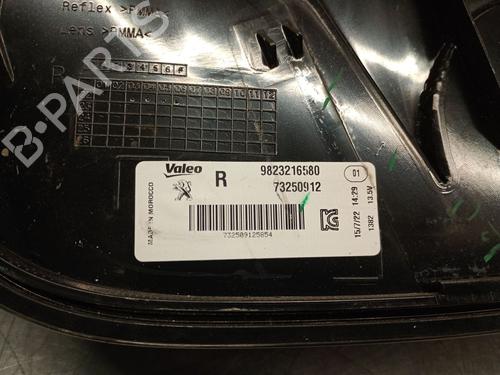 Reflex >PMMA<
Lens >PMMA<
R
B-PARTS
Valeo
R
9823216580
73250912
01
MADE IN MOROCCO
732509125854
15/7/22 14:29
1382 13.5V